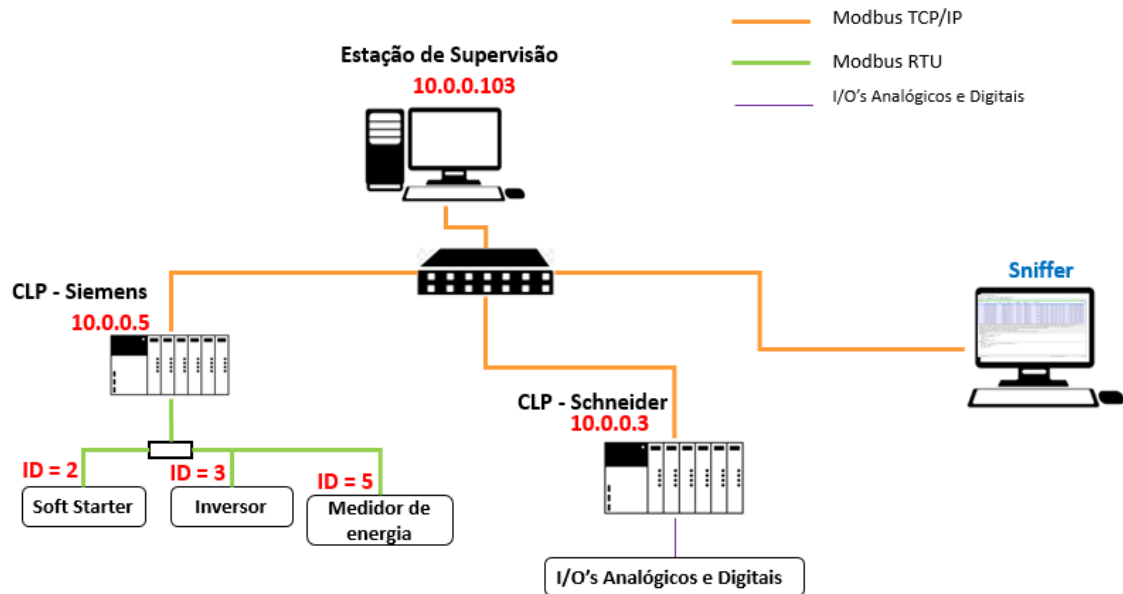 Modbus TCP/IP
Modbus RTU
I/O's Analógicos e Digitais
Estação de Supervisão
10.0.0.103
Sniffer
CLP - Siemens
10.0.0.5
CLP - Schneider
10.0.0.3
ID = 2
ID = 3
ID = 5
Soft Starter
Inversor
Medidor de
energia
I/O's Analógicos e Digitais